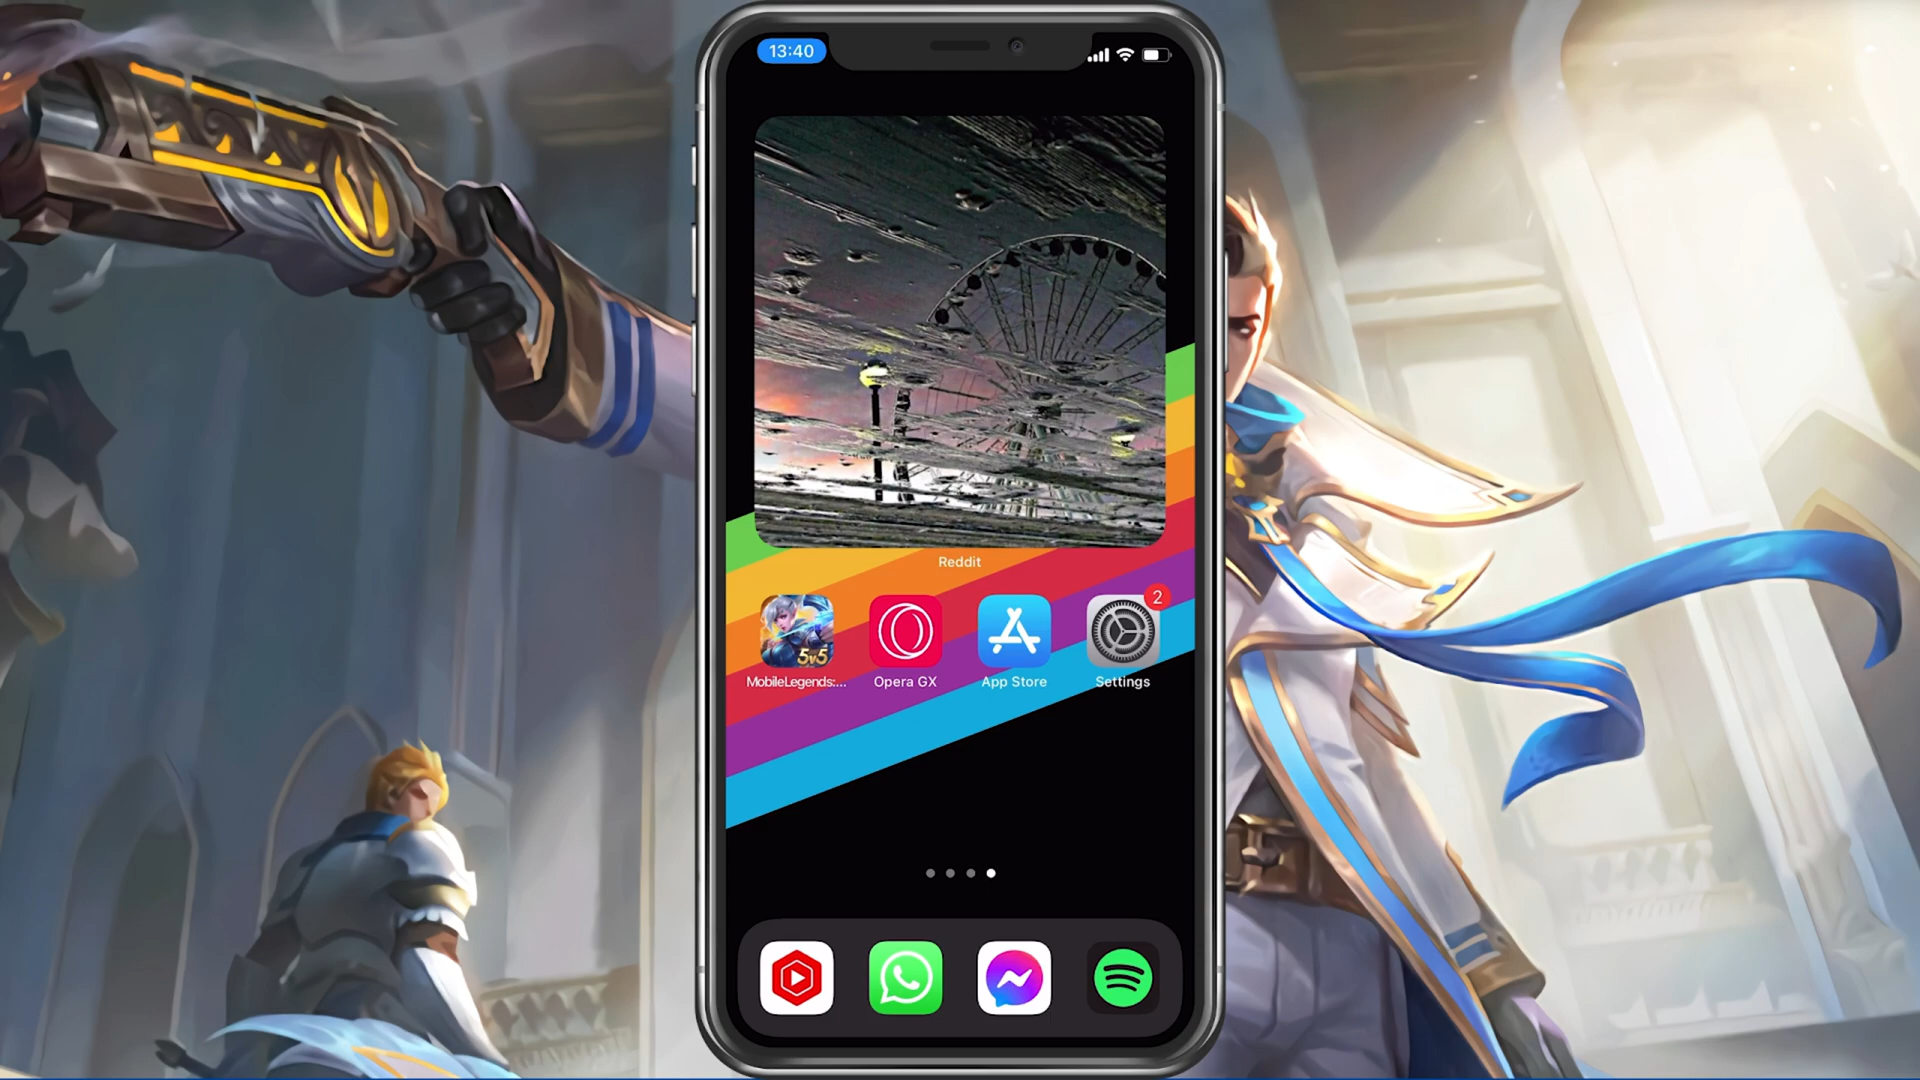 13:40
Reddit
2
5v5
MobileLegends:...
Opera GX
App Store
Settings